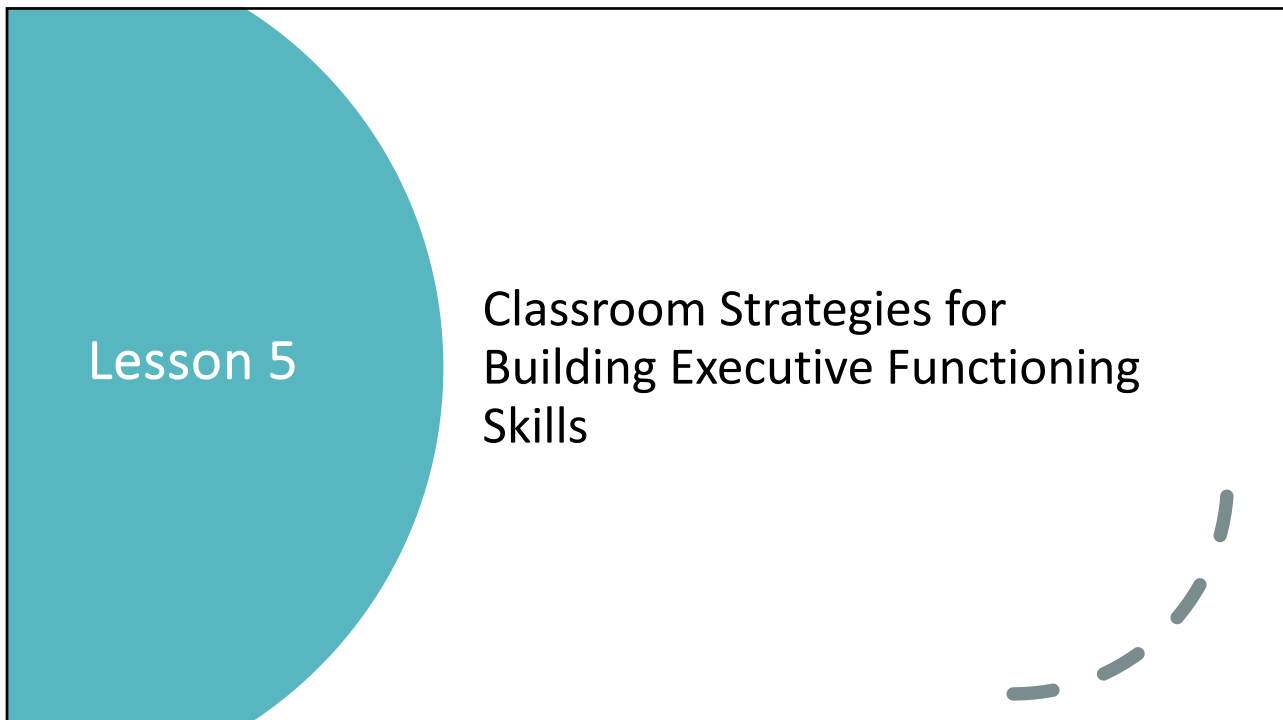 Lesson 5
Classroom Strategies for
Building Executive Functioning
Skills